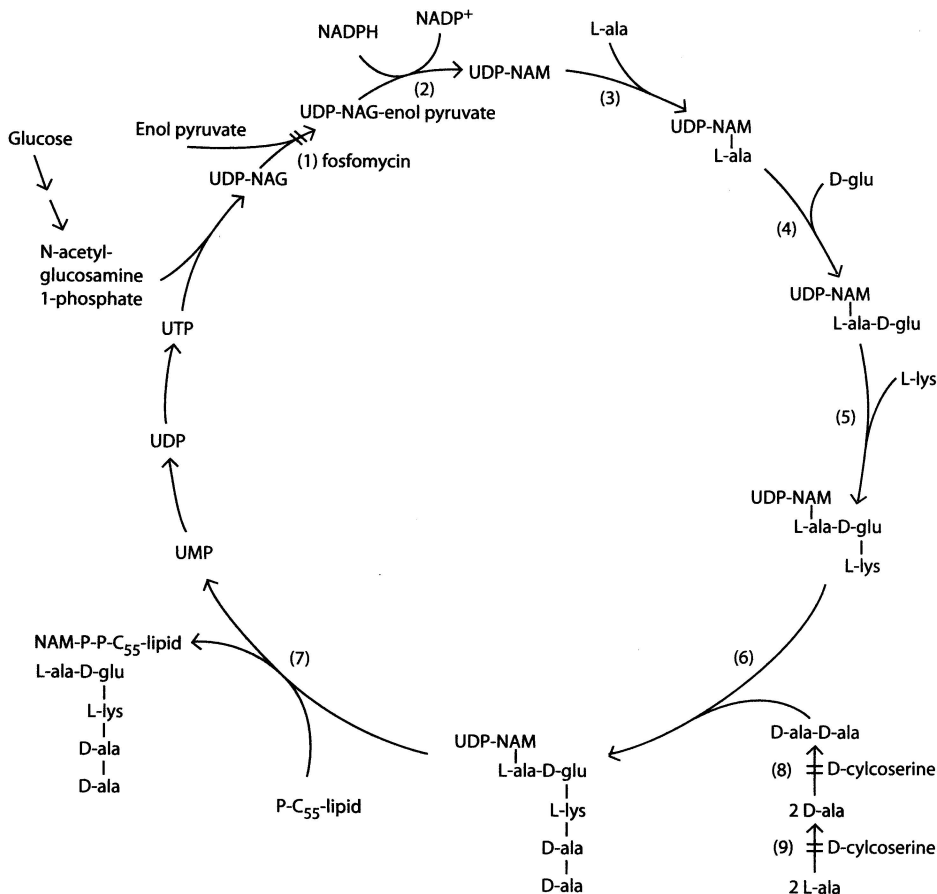 NADPH
NADP+
L-ala
UDP-NAM
(2)
(3)
UDP-NAG-enol pyruvate
Enol pyruvate
(1) fosfomycin
UDP-NAG
Glucose
N-acetyl-
glucosamine
1-phosphate
UTP
UDP
UMP
UDP-NAM
L-ala
D-glu
(4)
UDP-NAM
L-ala-D-glu
L-lys
(5)
UDP-NAM
L-ala-D-glu
L-lys
(6)
D-ala-D-ala
(8)
D-cylcoserine
2 D-ala
(9)
D-cylcoserine
2 L-ala
UDP-NAM
L-ala-D-glu
L-lys
D-ala
D-ala
(7)
P-C55-lipid
NAM-P-P-C55-lipid
L-ala-D-glu
L-lys
D-ala
D-ala